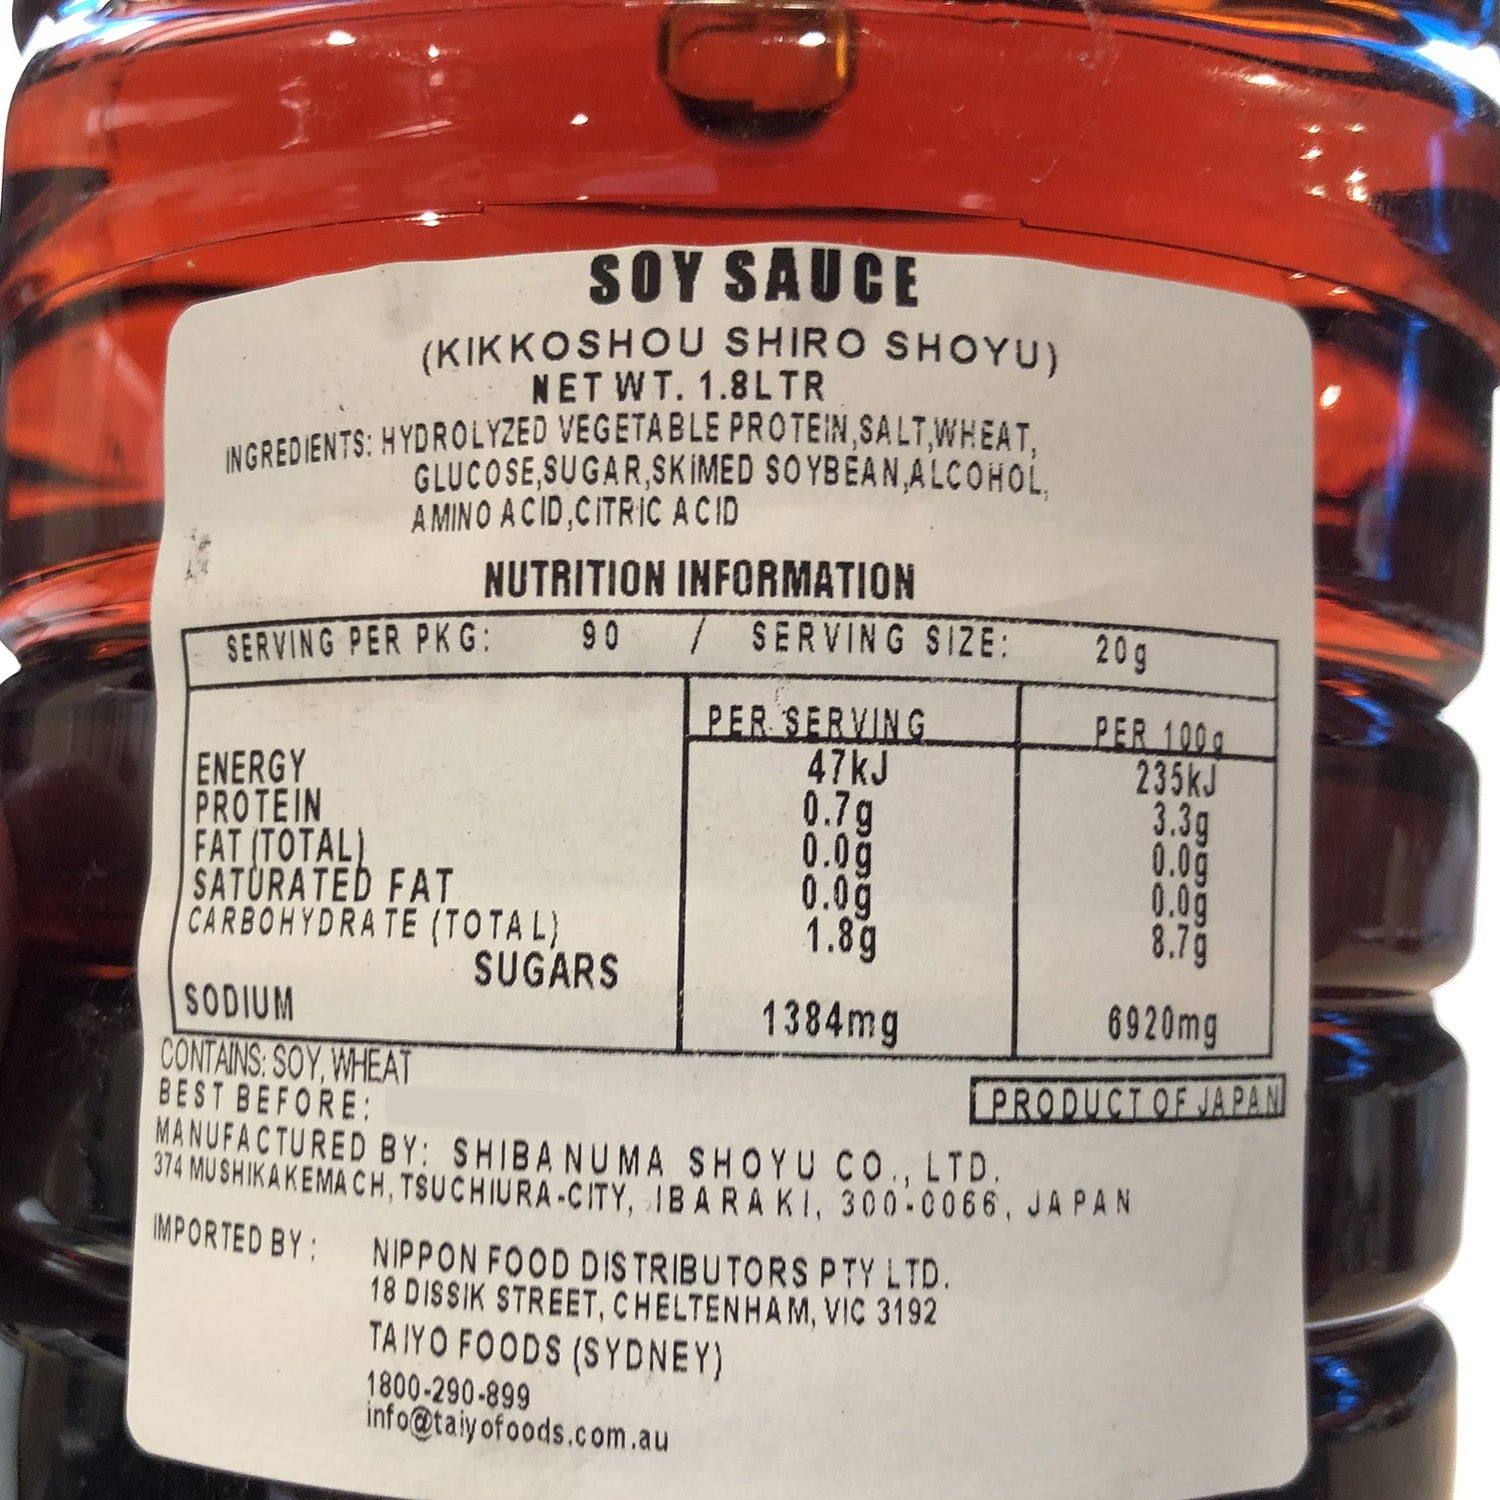 SOY SAUCE
(KIKKOSHOU SHIRO SHOYU)
NET WT. 1.8LTR
INGREDIENTS: HYDROLYZED VEGETABLE PROTEIN,SALT,WHEAT,
GLUCOSE,SUGAR,SKIMED SOYBEAN,ALCOHOL,
AMINO ACID,CITRIC ACID
NUTRITION INFORMATION
SERVING PER PKG: 90 / SERVING SIZE: 20g
PER SERVING PER 100g
ENERGY 47kJ 235kJ
PROTEIN 0.7g 3.3g
FAT (TOTAL) 0.0g 0.0g
SATURATED FAT 0.0g 0.0g
CARBOHYDRATE (TOTAL) 1.8g 8.7g
SUGARS
SODIUM 1384mg 6920mg
CONTAINS: SOY, WHEAT
BEST BEFORE:
PRODUCT OF JAPAN
MANUFACTURED BY: SHIBANUMA SHOYU CO., LTD.
374 MUSHIKAKEMACH, TSUCHIURA-CITY, IBARAKI, 300-0066, JAPAN
IMPORTED BY: NIPPON FOOD DISTRIBUTORS PTY LTD.
18 DISSIK STREET, CHELTENHAM, VIC 3192
TAIYO FOODS (SYDNEY)
1800-290-899
info@taiyofoods.com.au